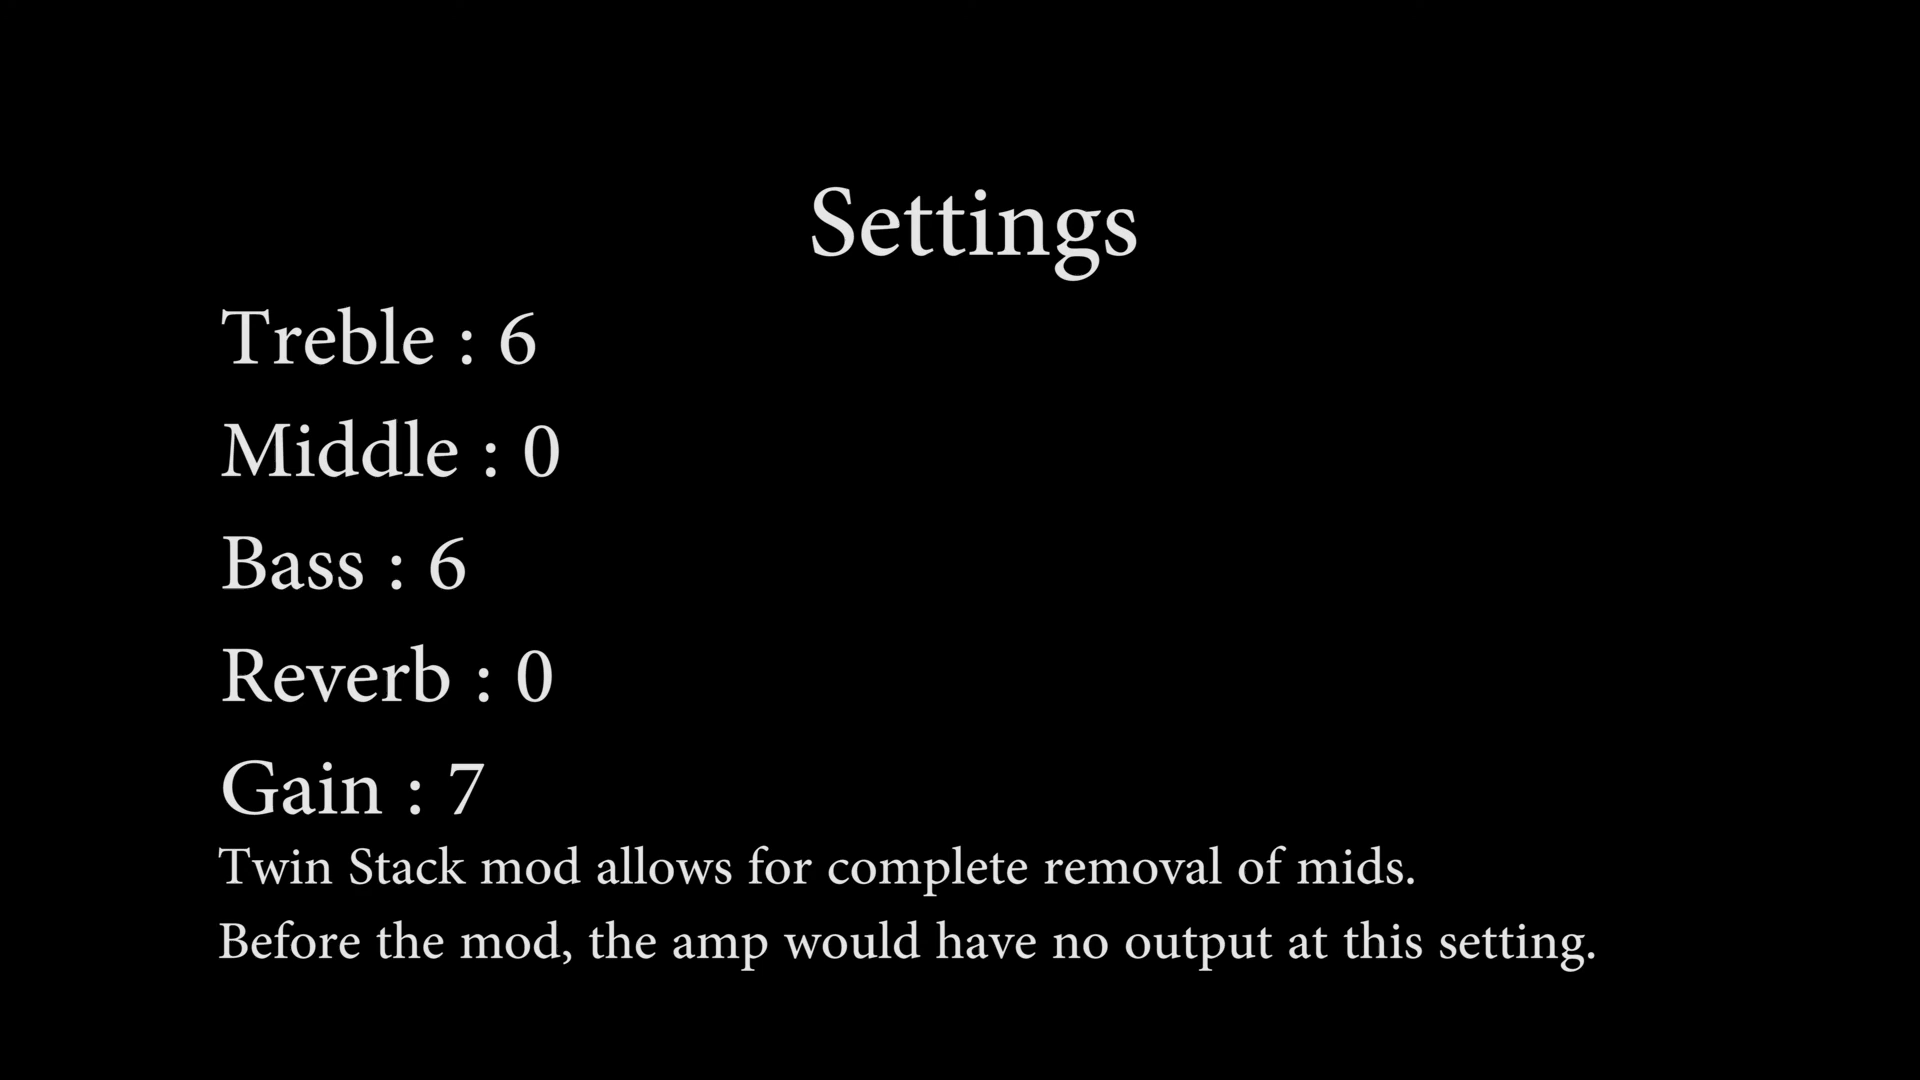 Settings
Treble : 6
Middle : 0
Bass : 6
Reverb : 0
Gain : 7
Twin Stack mod allows for complete removal of mids.
Before the mod, the amp would have no output at this setting.